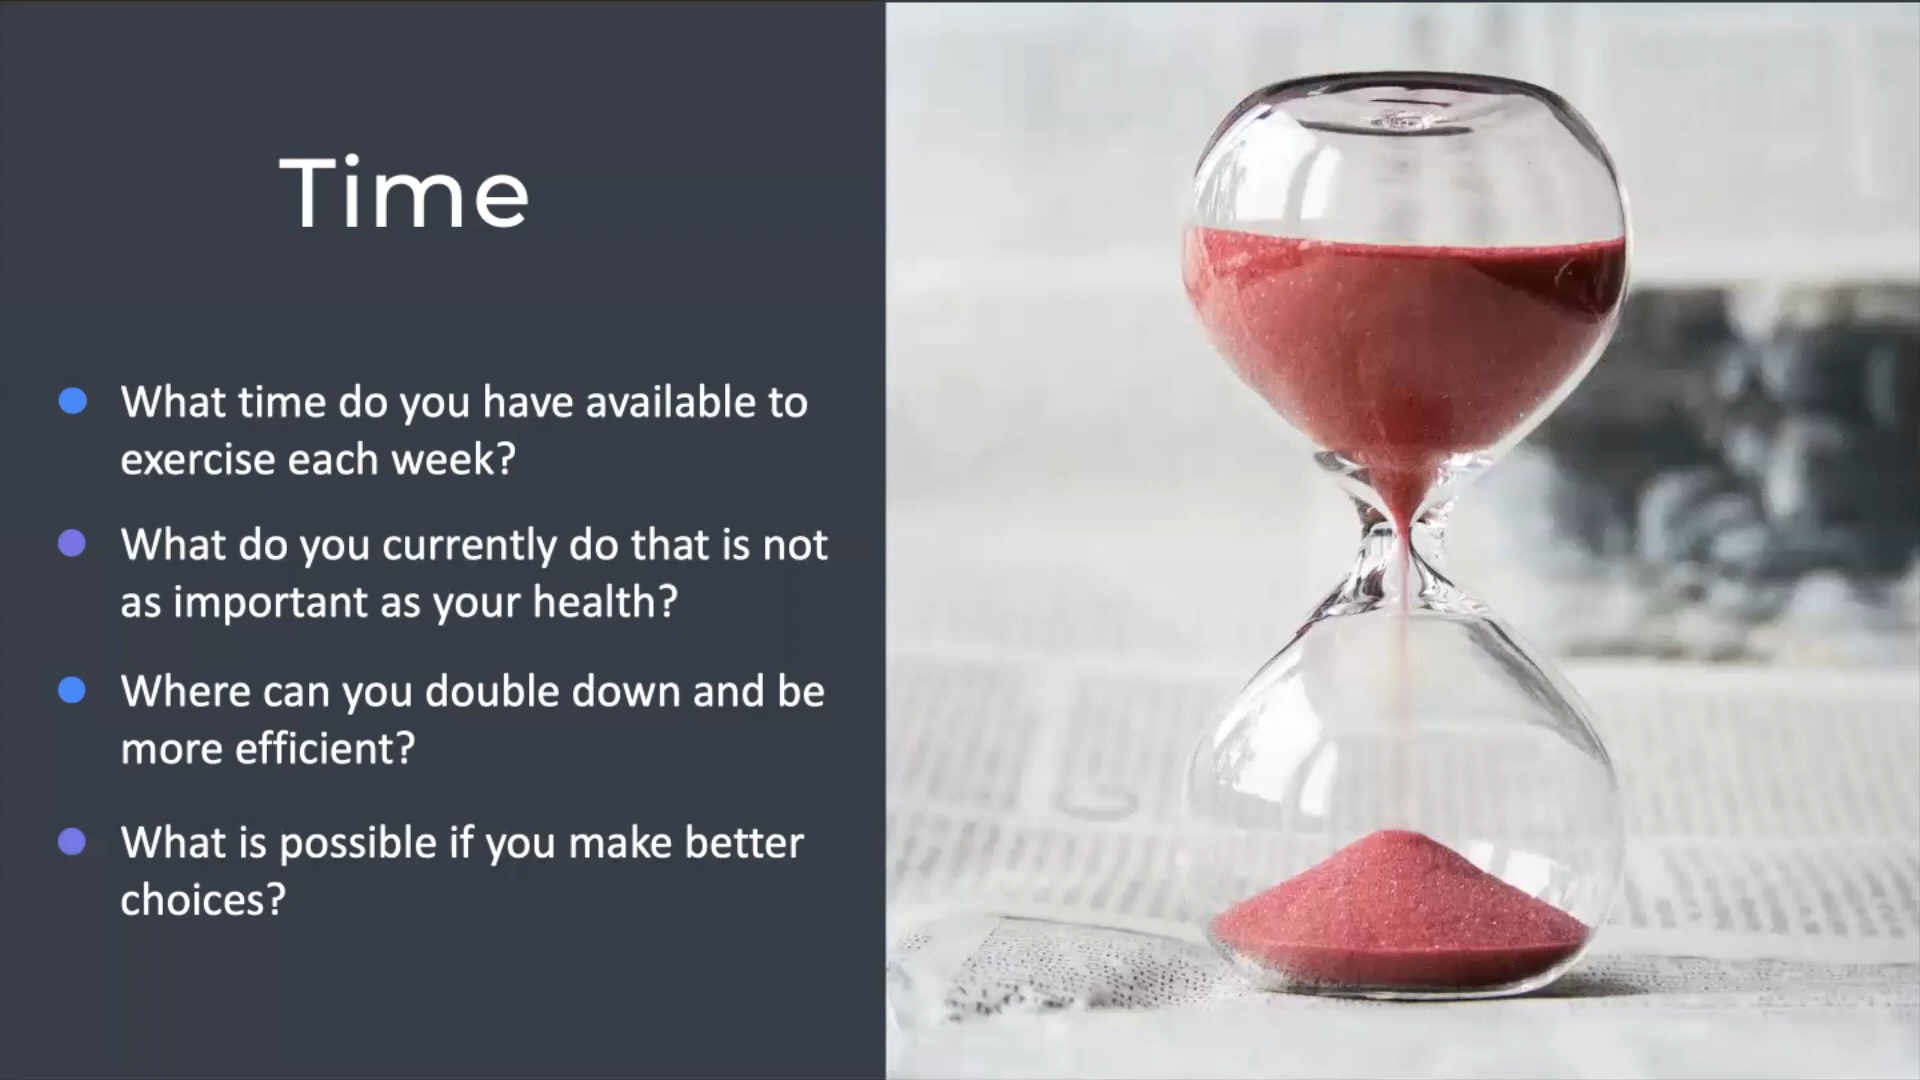 Time
What time do you have available to
exercise each week?
What do you currently do that is not
as important as your health?
Where can you double down and be
more efficient?
What is possible if you make better
choices?